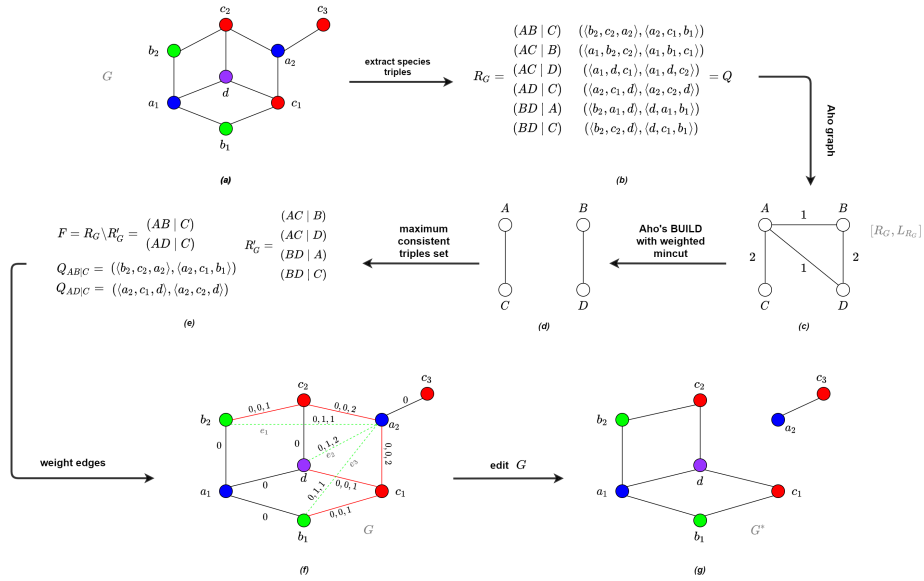 c₂
c₃
b₂
a₂
G
d
a₁
c₁
b₁
(a)
extract species
triples
R_G =
(AB | C) (⟨b₂, c₂, a₂⟩, ⟨a₂, c₁, b₁⟩)
(AC | B) (⟨a₁, b₂, c₂⟩, ⟨a₁, b₁, c₁⟩)
(AC | D) (⟨a₁, d, c₁⟩, ⟨a₁, d, c₂⟩)
(AD | C) (⟨a₂, c₁, d⟩, ⟨a₂, c₂, d⟩)
(BD | A) (⟨b₂, a₁, d⟩, ⟨d, a₁, b₁⟩)
(BD | C) (⟨b₂, c₂, d⟩, ⟨d, c₁, b₁⟩)
= Q
(b)
Aho graph
A
B
1
2
1
2
C
D
[R_G, L_{R_G}]
(c)
Aho's BUILD
with weighted
mincut
A
B
C
D
(d)
maximum
consistent
triples set
F = R_G\R'_G =
(AB | C)
(AD | C)
R'_G =
(AC | B)
(AC | D)
(BD | A)
(BD | C)
Q_{AB|C} = (⟨b₂, c₂, a₂⟩, ⟨a₂, c₁, b₁⟩)
Q_{AD|C} = (⟨a₂, c₁, d⟩, ⟨a₂, c₂, d⟩)
(e)
weight edges
c₂
c₃
0
b₂
0, 0, 1
0, 0, 2
0, 1, 1
a₂
e₁
0
0
0, 1, 2
e₂
e₃
0, 0, 2
d
a₁
0
0, 0, 1
0, 1, 1
c₁
0
0, 0, 1
b₁
G
(f)
edit G
c₂
c₃
b₂
a₂
d
a₁
c₁
b₁
G*
(g)